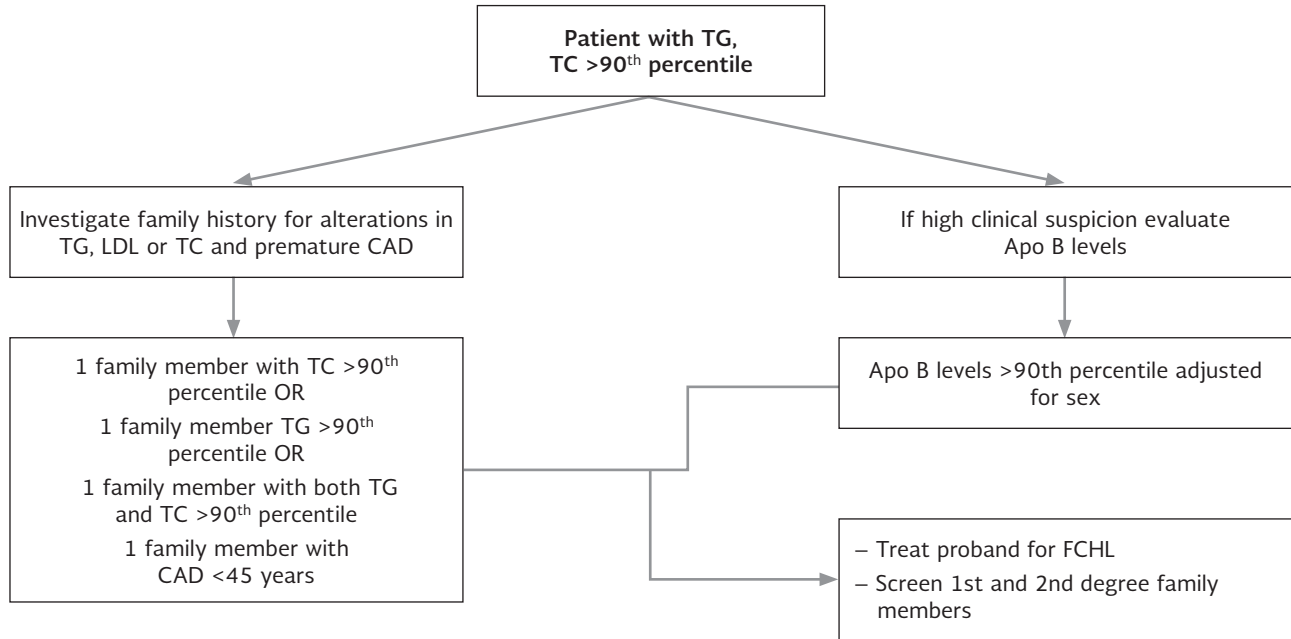 Patient with TG,
TC >90th percentile
Investigate family history for alterations in
TG, LDL or TC and premature CAD
If high clinical suspicion evaluate
Apo B levels
1 family member with TC >90th
percentile OR
1 family member TG >90th
percentile OR
1 family member with both TG
and TC >90th percentile
1 family member with
CAD <45 years
Apo B levels >90th percentile adjusted
for sex
– Treat proband for FCHL
– Screen 1st and 2nd degree family
members